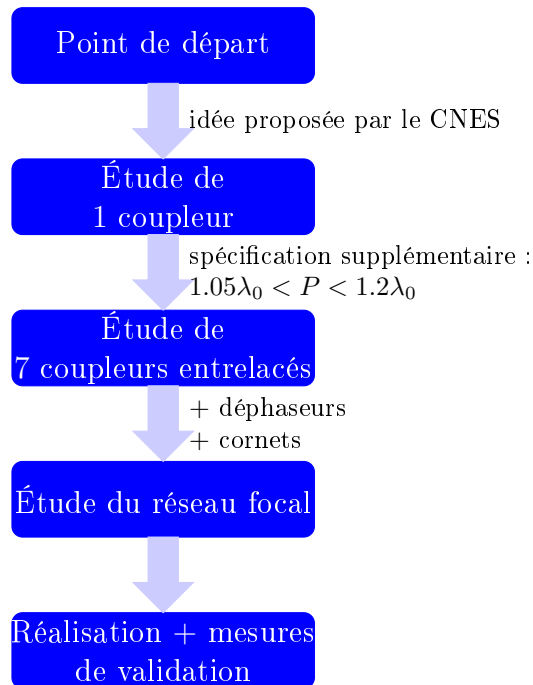 Point de départ
idée proposée par le CNES
Étude de
1 coupleur
spécification supplémentaire :
1.05λ₀ < P < 1.2λ₀
Étude de
7 coupleurs entrelacés
+ déphaseurs
+ cornets
Étude du réseau focal
Réalisation + mesures
de validation